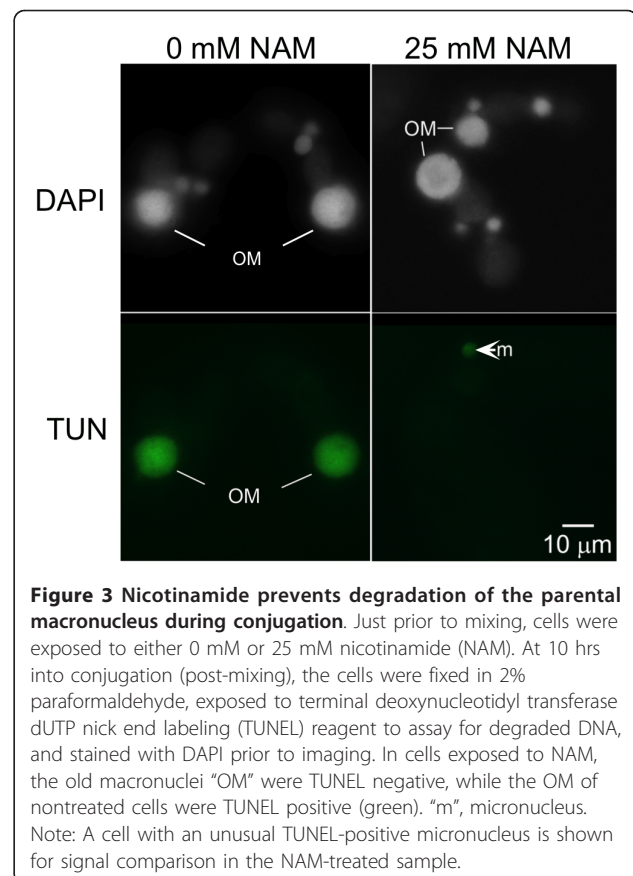 0 mM NAM 25 mM NAM
DAPI
OM
OM
TUN
OM
m
10 μm
Figure 3 Nicotinamide prevents degradation of the parental
macronucleus during conjugation. Just prior to mixing, cells were
exposed to either 0 mM or 25 mM nicotinamide (NAM). At 10 hrs
into conjugation (post-mixing), the cells were fixed in 2%
paraformaldehyde, exposed to terminal deoxynucleotidyl transferase
dUTP nick end labeling (TUNEL) reagent to assay for degraded DNA,
and stained with DAPI prior to imaging. In cells exposed to NAM,
the old macronuclei “OM” were TUNEL negative, while the OM of
nontreated cells were TUNEL positive (green). “m”, micronucleus.
Note: A cell with an unusual TUNEL-positive micronucleus is shown
for signal comparison in the NAM-treated sample.